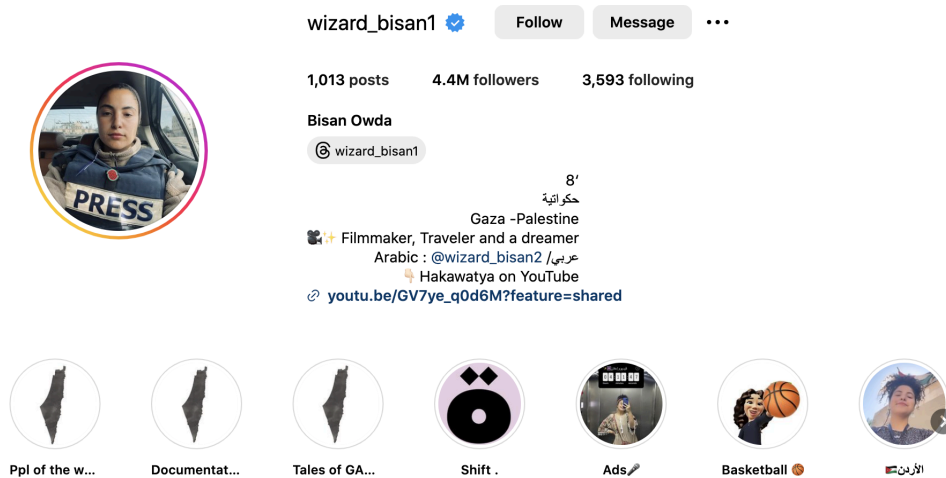 wizard_bisan1
Follow
Message
1,013 posts 4.4M followers 3,593 following
Bisan Owda
wizard_bisan1
8‘
حكواتية
Gaza -Palestine
🎥✨ Filmmaker, Traveler and a dreamer
Arabic : @wizard_bisan2 /عربي
👇🏻 Hakawatya on YouTube
youtu.be/GV7ye_q0d6M?feature=shared
PRESS
Ppl of the w...
Documentat...
Tales of GA...
Shift .
Ads🎤
Basketball 🏀
الأردن🇯🇴